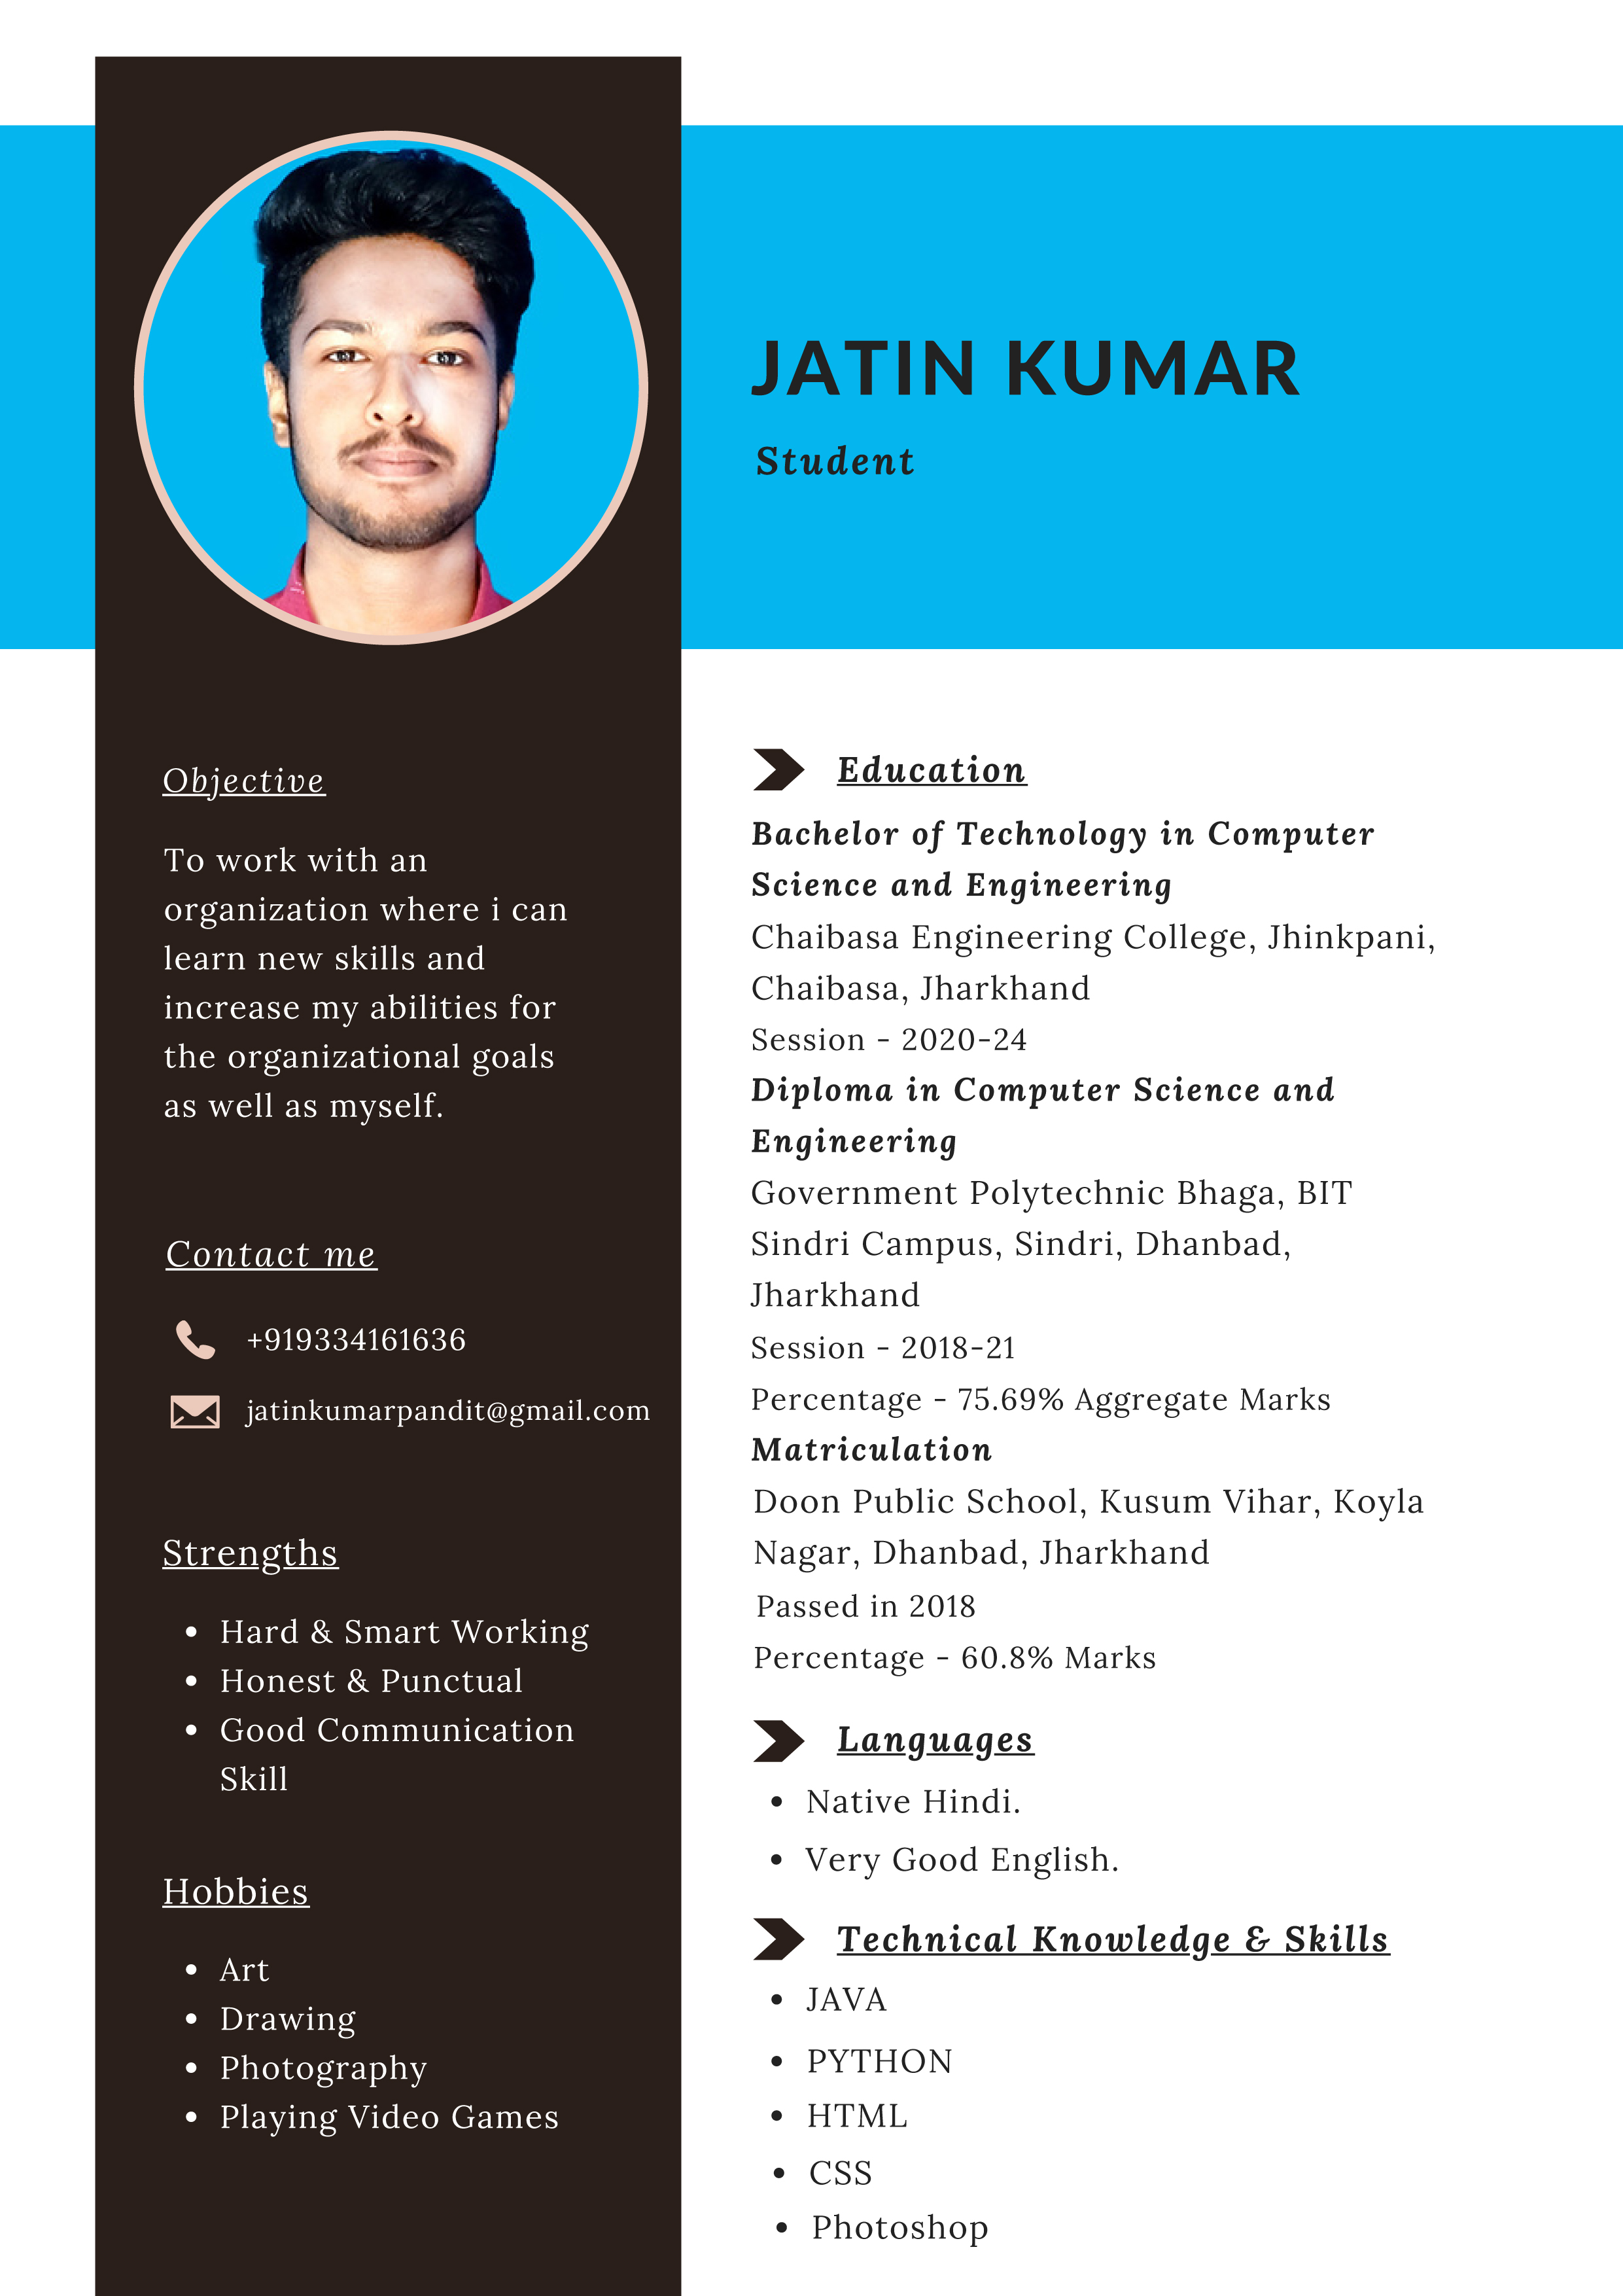 JATIN KUMAR
Student
Objective
To work with an
organization where i can
learn new skills and
increase my abilities for
the organizational goals
as well as myself.
Contact me
+919334161636
jatinkumarpandit@gmail.com
Strengths
• Hard & Smart Working
• Honest & Punctual
• Good Communication
Skill
Hobbies
• Art
• Drawing
• Photography
• Playing Video Games
Education
Bachelor of Technology in Computer
Science and Engineering
Chaibasa Engineering College, Jhinkpani,
Chaibasa, Jharkhand
Session - 2020-24
Diploma in Computer Science and
Engineering
Government Polytechnic Bhaga, BIT
Sindri Campus, Sindri, Dhanbad,
Jharkhand
Session - 2018-21
Percentage - 75.69% Aggregate Marks
Matriculation
Doon Public School, Kusum Vihar, Koyla
Nagar, Dhanbad, Jharkhand
Passed in 2018
Percentage - 60.8% Marks
Languages
• Native Hindi.
• Very Good English.
Technical Knowledge & Skills
• JAVA
• PYTHON
• HTML
• CSS
• Photoshop